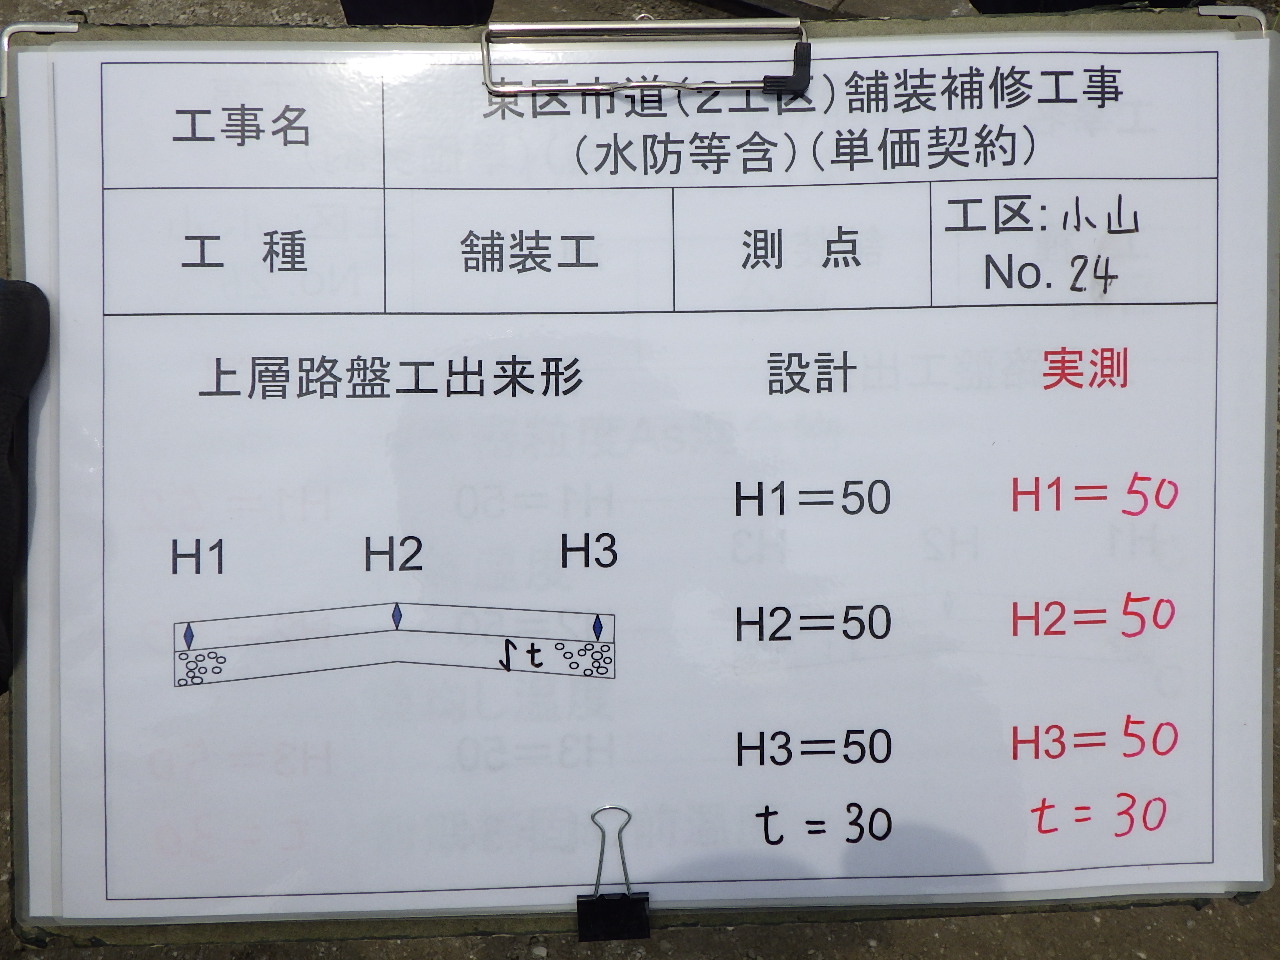 工事名
東区市道(2工区)舗装補修工事
(水防等含)(単価契約)
工 種
舗装工
測 点
工区: 小山
No. 24
上層路盤工出来形
設計
実測
H1 H2 H3
t
H1=50
H1=50
H2=50
H2=50
H3=50
H3=50
t=30
t=30